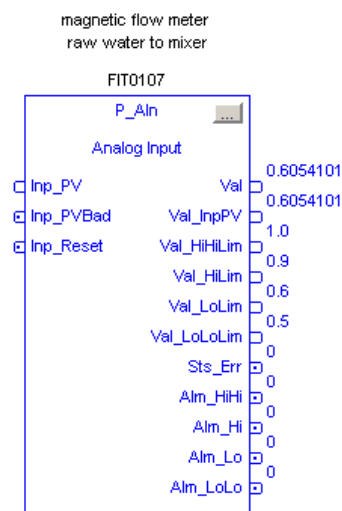 magnetic flow meter
raw water to mixer
FIT0107
P_AIn ...
Analog Input
0.6054101
Inp_PV Val
0.6054101
Inp_PVBad Val_InpPV
1.0
Inp_Reset Val_HiHiLim
0.9
Val_HiLim
0.6
Val_LoLim
0.5
Val_LoLoLim
0
Sts_Err
0
Alm_HiHi
0
Alm_Hi
0
Alm_Lo
0
Alm_LoLo